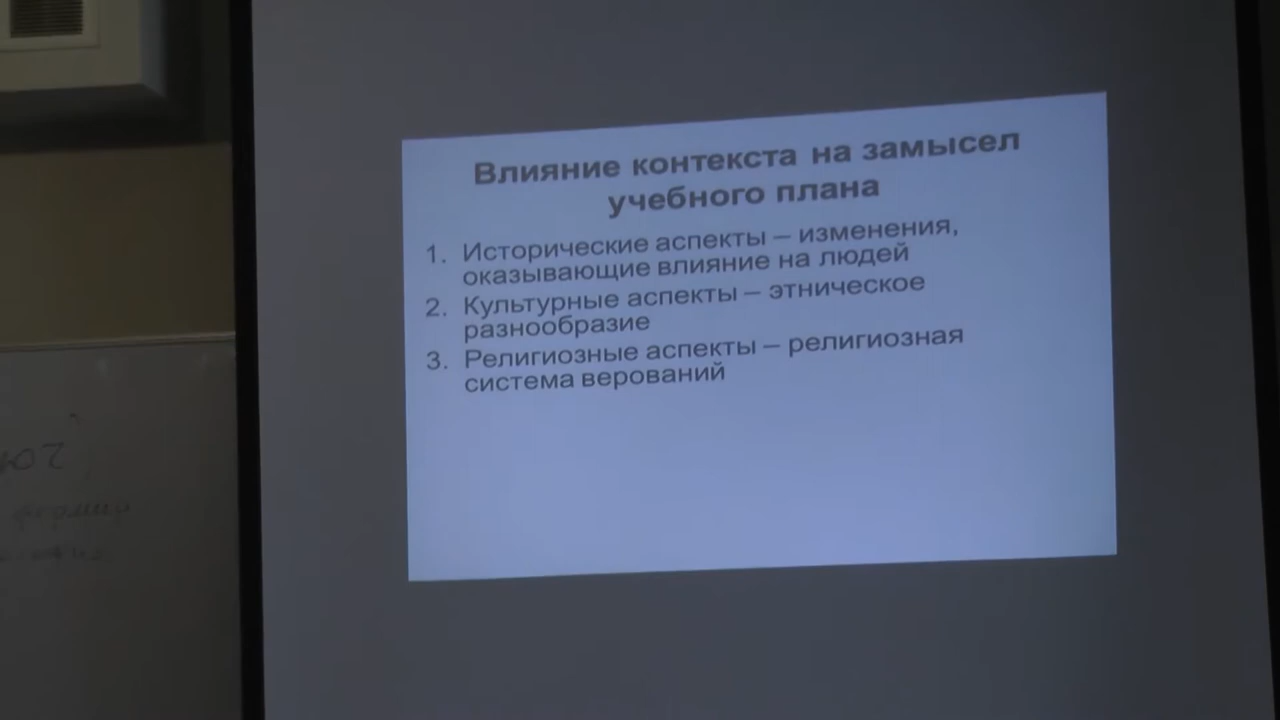 Влияние контекста на замысел
учебного плана
1. Исторические аспекты – изменения,
оказывающие влияние на людей
2. Культурные аспекты – этническое
разнообразие
3. Религиозные аспекты – религиозная
система верований